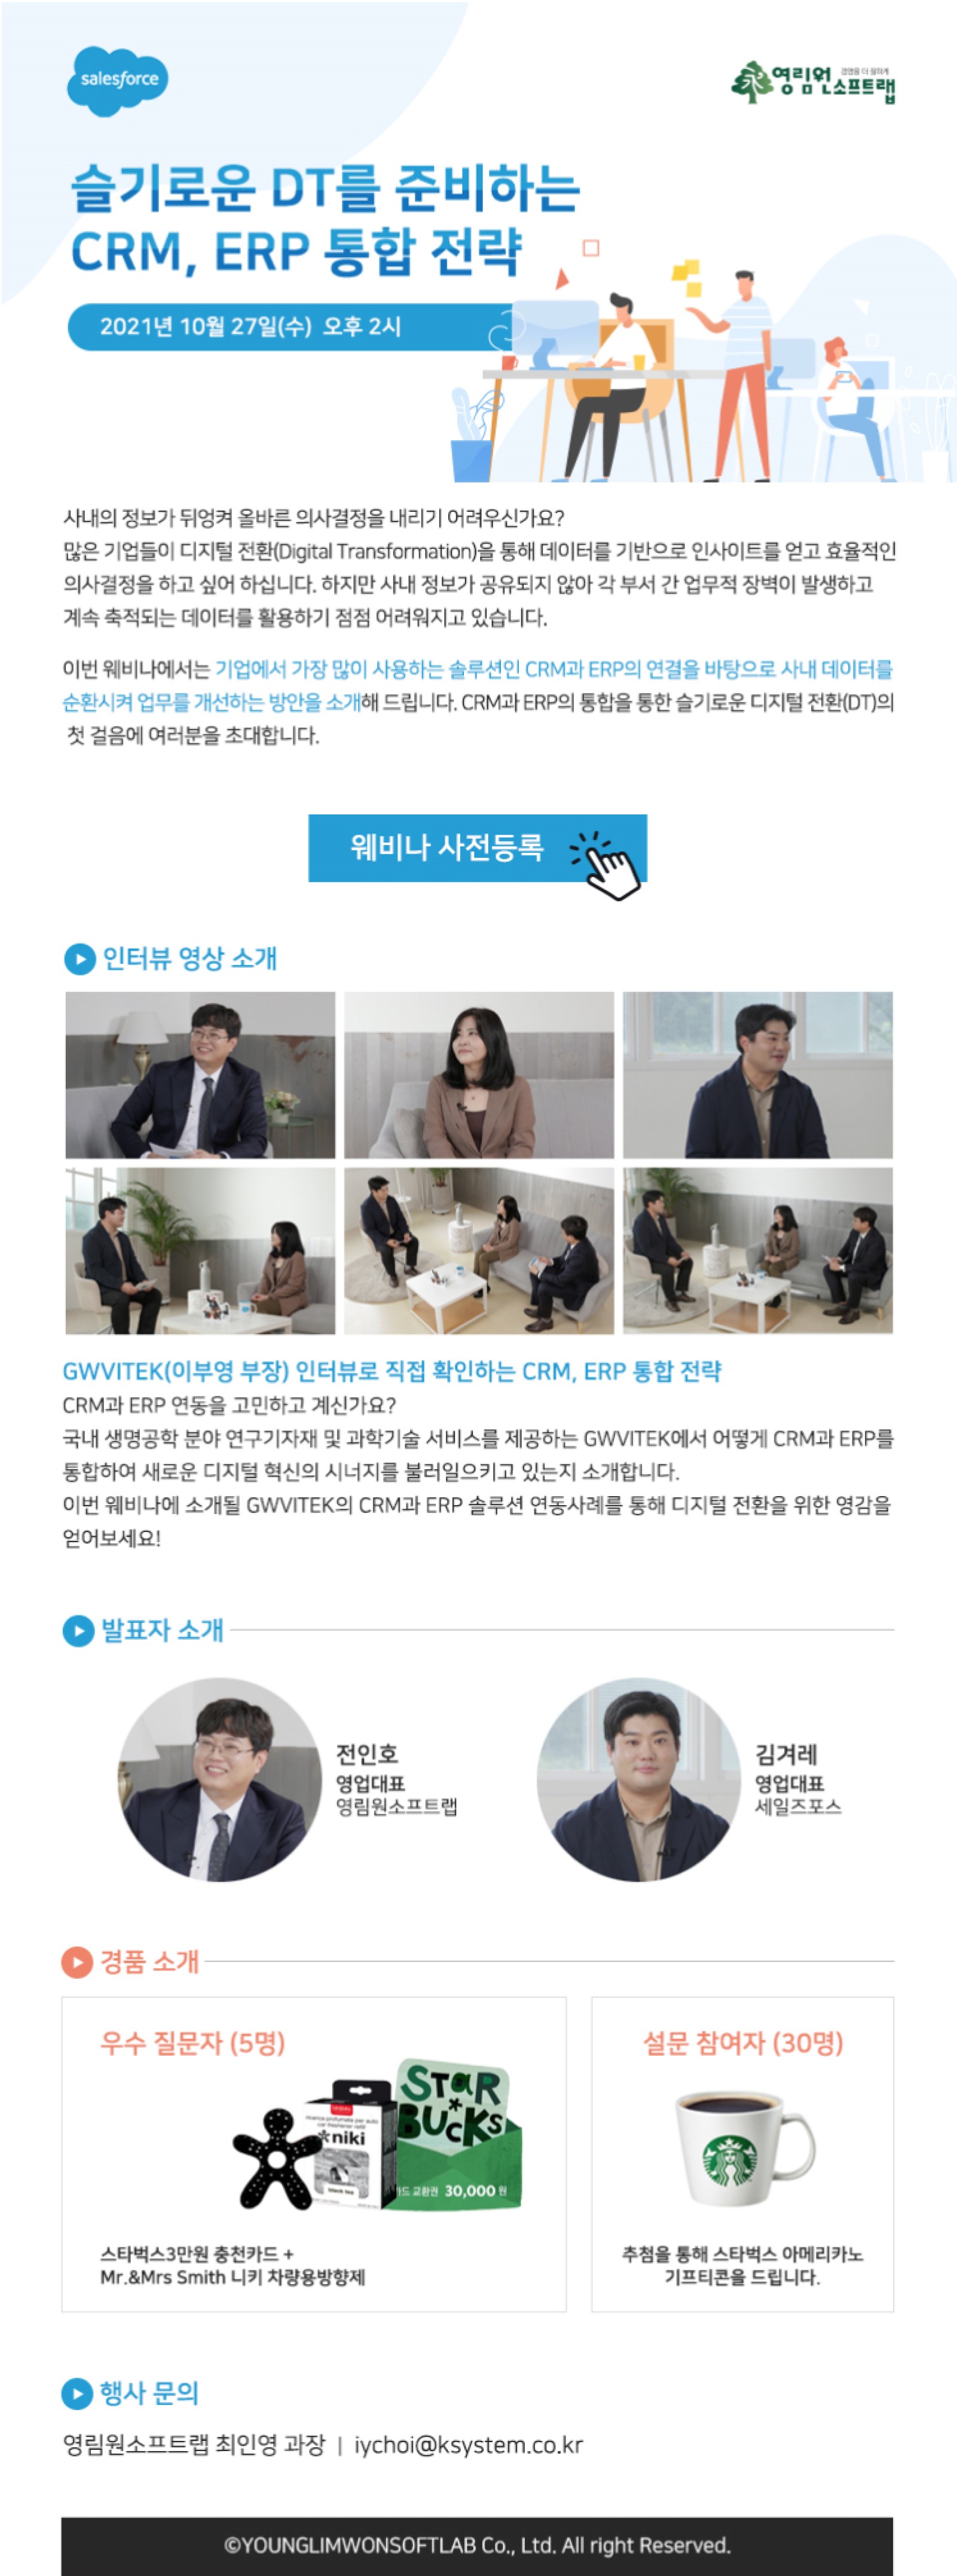 salesforce
영림원소프트랩
슬기로운 DT를 준비하는
CRM, ERP 통합 전략
2021년 10월 27일(수) 오후 2시
사내의 정보가 뒤엉켜 올바른 의사결정을 내리기 어려우신가요?
많은 기업들이 디지털 전환(Digital Transformation)을 통해 데이터를 기반으로 인사이트를 얻고 효율적인
의사결정을 하고 싶어 하십니다. 하지만 사내 정보가 공유되지 않아 각 부서 간 업무적 장벽이 발생하고
계속 축적되는 데이터를 활용하기 점점 어려워지고 있습니다.
이번 웨비나에서는 기업에서 가장 많이 사용하는 솔루션인 CRM과 ERP의 연결을 바탕으로 사내 데이터를
순환시켜 업무를 개선하는 방안을 소개해 드립니다. CRM과 ERP의 통합을 통한 슬기로운 디지털 전환(DT)의
첫 걸음에 여러분을 초대합니다.
웨비나 사전등록
인터뷰 영상 소개
GWVITEK(이부영 부장) 인터뷰로 직접 확인하는 CRM, ERP 통합 전략
CRM과 ERP 연동을 고민하고 계신가요?
국내 생명공학 분야 연구기자재 및 과학기술 서비스를 제공하는 GWVITEK에서 어떻게 CRM과 ERP를
통합하여 새로운 디지털 혁신의 시너지를 불러일으키고 있는지 소개합니다.
이번 웨비나에 소개될 GWVITEK의 CRM과 ERP 솔루션 연동사례를 통해 디지털 전환을 위한 영감을
얻어보세요!
발표자 소개
전인호
영업대표
영림원소프트랩
김겨레
영업대표
세일즈포스
경품 소개
우수 질문자 (5명)
STARBUCKS
niki
black tea
카드 교환권 30,000원
스타벅스3만원 충천카드 +
Mr.&Mrs Smith 니키 차량용방향제
설문 참여자 (30명)
추첨을 통해 스타벅스 아메리카노
기프티콘을 드립니다.
행사 문의
영림원소프트랩 최인영 과장 | iychoi@ksystem.co.kr
©YOUNGLIMWONSOFTLAB Co., Ltd. All right Reserved.